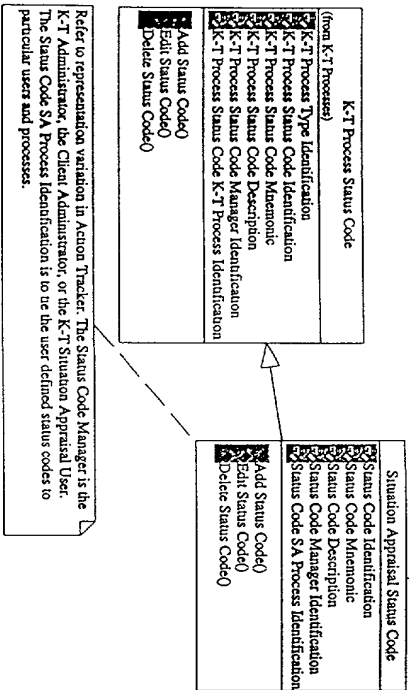 K-T Process Status Code
(from K-T Processes)
K-T Process Type Identification
K-T Process Status Code Identification
K-T Process Status Code Mnemonic
K-T Process Status Code Description
K-T Process Status Code Manager Identification
K-T Process Status Code K-T Process Identification
Add Status Code()
Edit Status Code()
Delete Status Code()
Situation Appraisal Status Code
Status Code Identification
Status Code Mnemonic
Status Code Description
Status Code Manager Identification
Status Code SA Process Identification
Add Status Code()
Edit Status Code()
Delete Status Code()
Refer to representation variation in Action Tracker. The Status Code Manager is the
K-T Administrator, the Client Administrator, or the K-T Situation Appraisal User.
The Status Code SA Process Identification is to tie the user defined status codes to
particular users and processes.